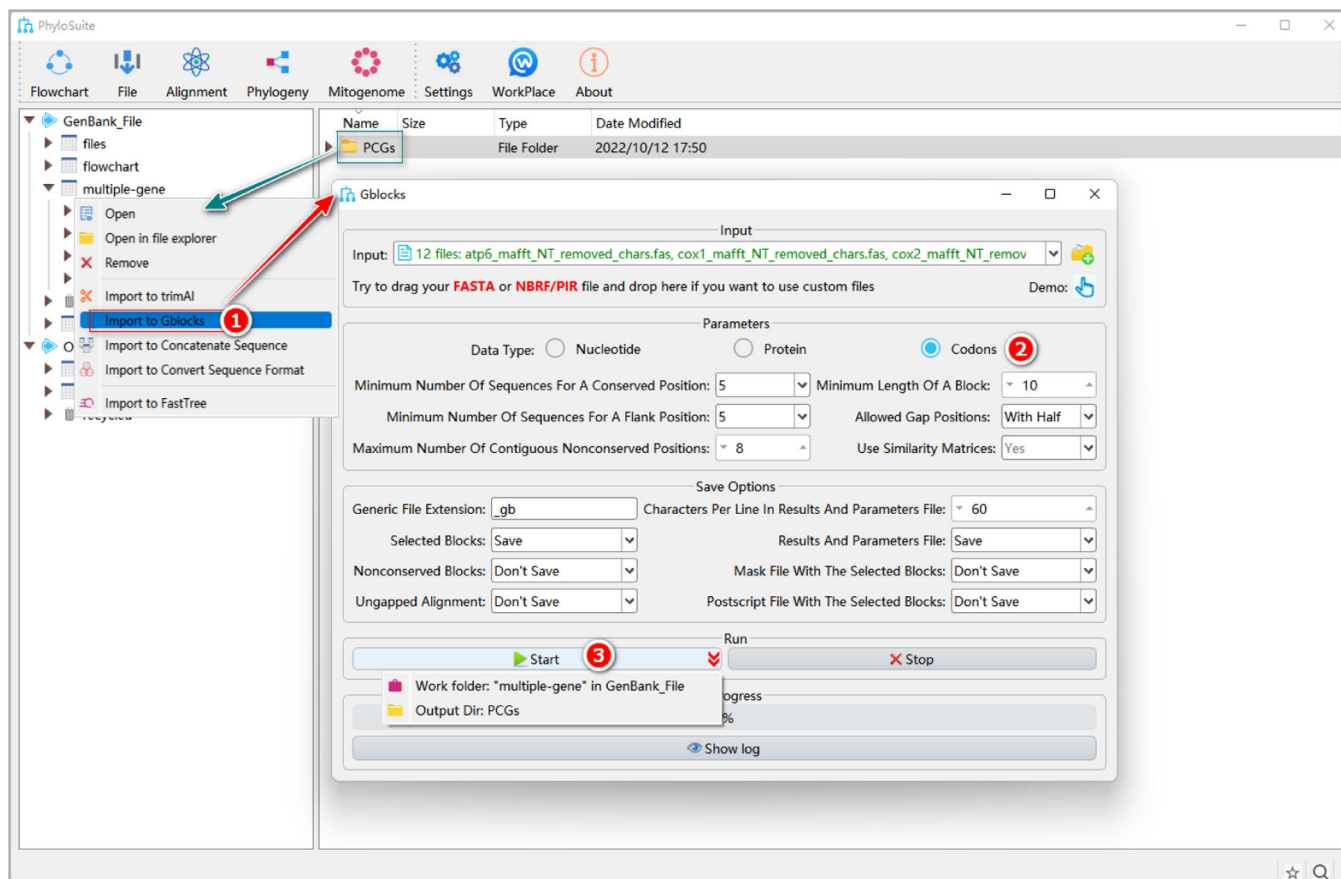 PhyloSuite
Flowchart File Alignment Phylogeny Mitogenome Settings WorkPlace About
GenBank_File
files
flowchart
multiple-gene
Open
Open in file explorer
Remove
Import to trimAl
Import to Gblocks 1
Import to Concatenate Sequence
Import to Convert Sequence Format
Import to FastTree
Name Size Type Date Modified
PCGs File Folder 2022/10/12 17:50
Gblocks
Input
Input: 12 files: atp6_mafft_NT_removed_chars.fas, cox1_mafft_NT_removed_chars.fas, cox2_mafft_NT_remov
Try to drag your FASTA or NBRF/PIR file and drop here if you want to use custom files Demo:
Parameters
Data Type: Nucleotide Protein Codons 2
Minimum Number Of Sequences For A Conserved Position: 5 Minimum Length Of A Block: 10
Minimum Number Of Sequences For A Flank Position: 5 Allowed Gap Positions: With Half
Maximum Number Of Contiguous Nonconserved Positions: 8 Use Similarity Matrices: Yes
Save Options
Generic File Extension: _gb Characters Per Line In Results And Parameters File: 60
Selected Blocks: Save Results And Parameters File: Save
Nonconserved Blocks: Don't Save Mask File With The Selected Blocks: Don't Save
Ungapped Alignment: Don't Save Postscript File With The Selected Blocks: Don't Save
Run
Start 3 Stop
Work folder: "multiple-gene" in GenBank_File
Output Dir: PCGs
ogress
%
Show log